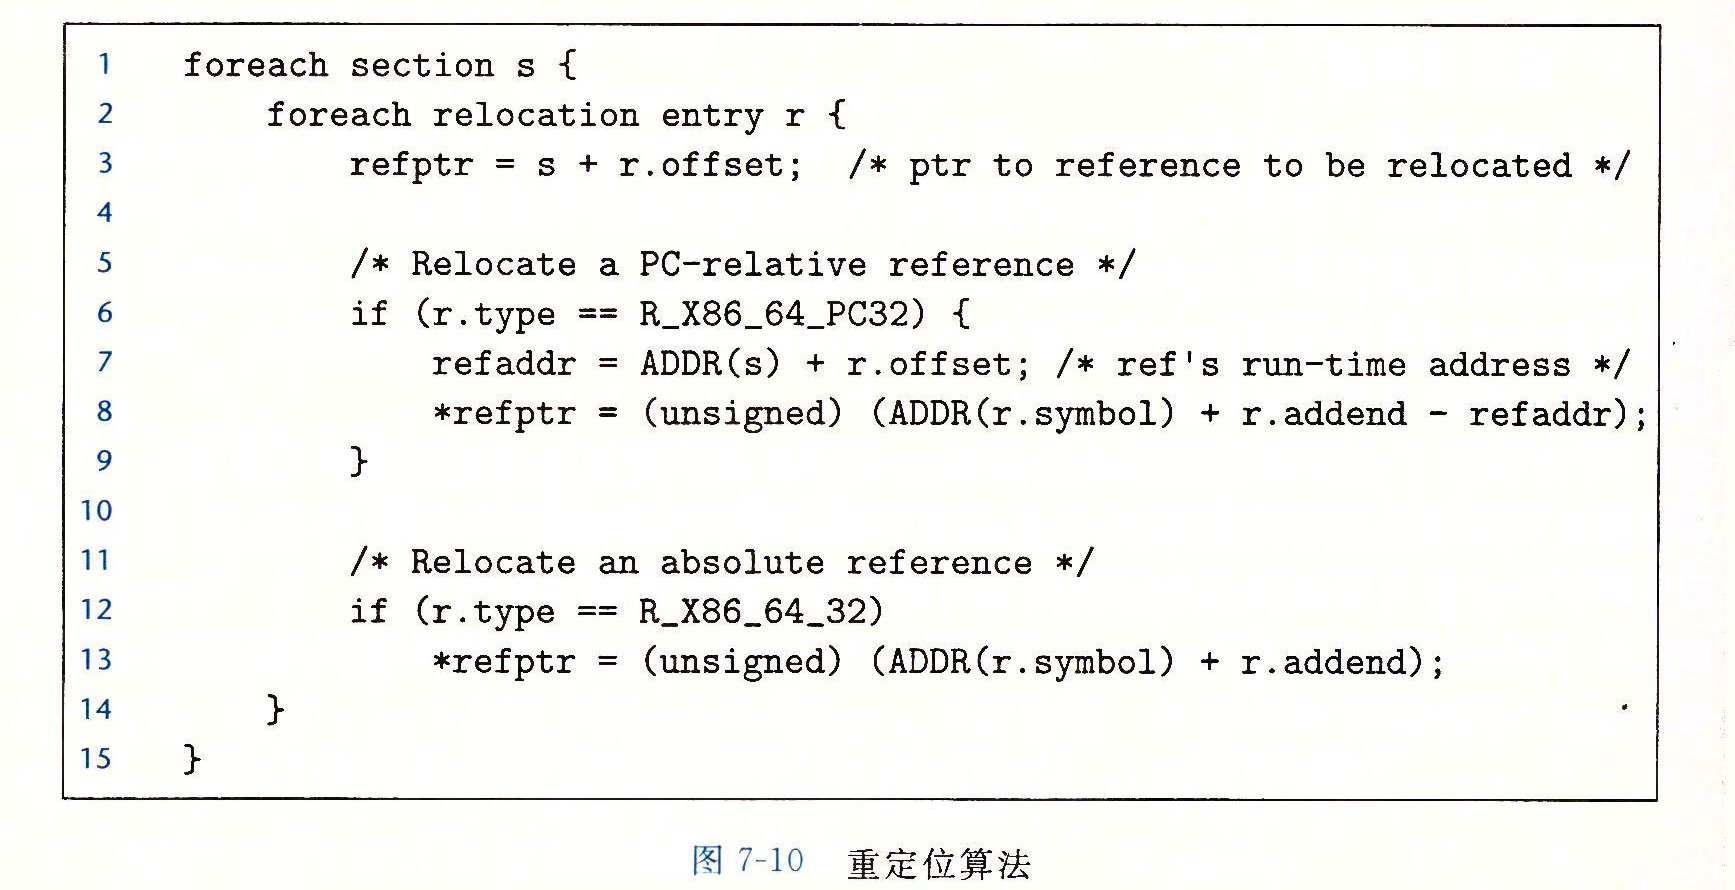 1 foreach section s {
2 foreach relocation entry r {
3 refptr = s + r.offset; /* ptr to reference to be relocated */
4
5 /* Relocate a PC-relative reference */
6 if (r.type == R_X86_64_PC32) {
7 refaddr = ADDR(s) + r.offset; /* ref's run-time address */
8 *refptr = (unsigned) (ADDR(r.symbol) + r.addend - refaddr);
9 }
10
11 /* Relocate an absolute reference */
12 if (r.type == R_X86_64_32)
13 *refptr = (unsigned) (ADDR(r.symbol) + r.addend);
14 }
15 }
图 7-10 重定位算法